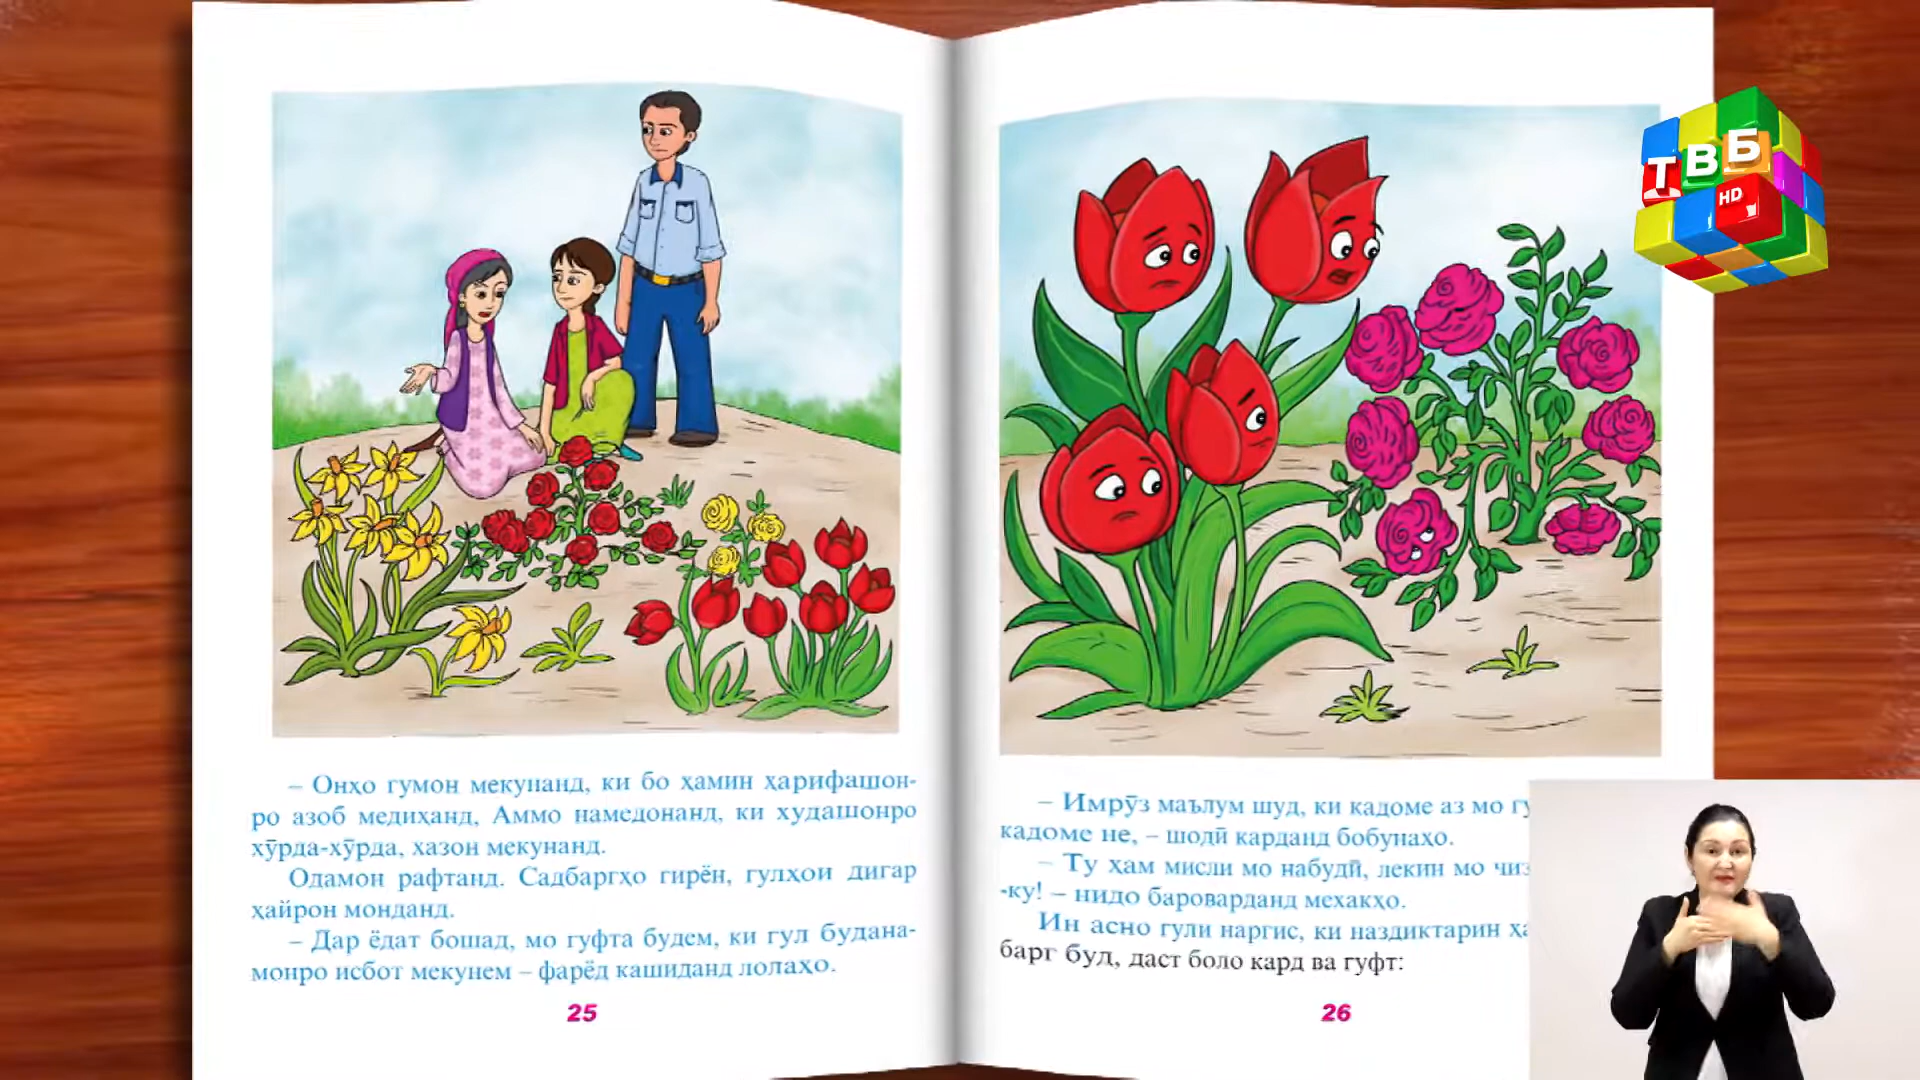 – Онҳо гумон мекунанд, ки бо ҳамин ҳарифашон-
ро азоб медиҳанд, Аммо намедонанд, ки худашонро
хӯрда-хӯрда, хазон мекунанд.
Одамон рафтанд. Садбаргҳо гирён, гулҳои дигар
ҳайрон монданд.
– Дар ёдат бошад, мо гуфта будем, ки гул будана-
монро исбот мекунем – фарёд кашиданд лолаҳо.
25
– Имрӯз маълум шуд, ки кадоме аз мо
кадоме не, – шодӣ карданд бобунаҳо.
– Ту ҳам мисли мо набудӣ, лекин мо
-ку! – нидо бароварданд мехакҳо.
Ин асно гули наргис, ки наздиктарин
барг буд, даст боло кард ва гуфт:
26
ТВБ
HD